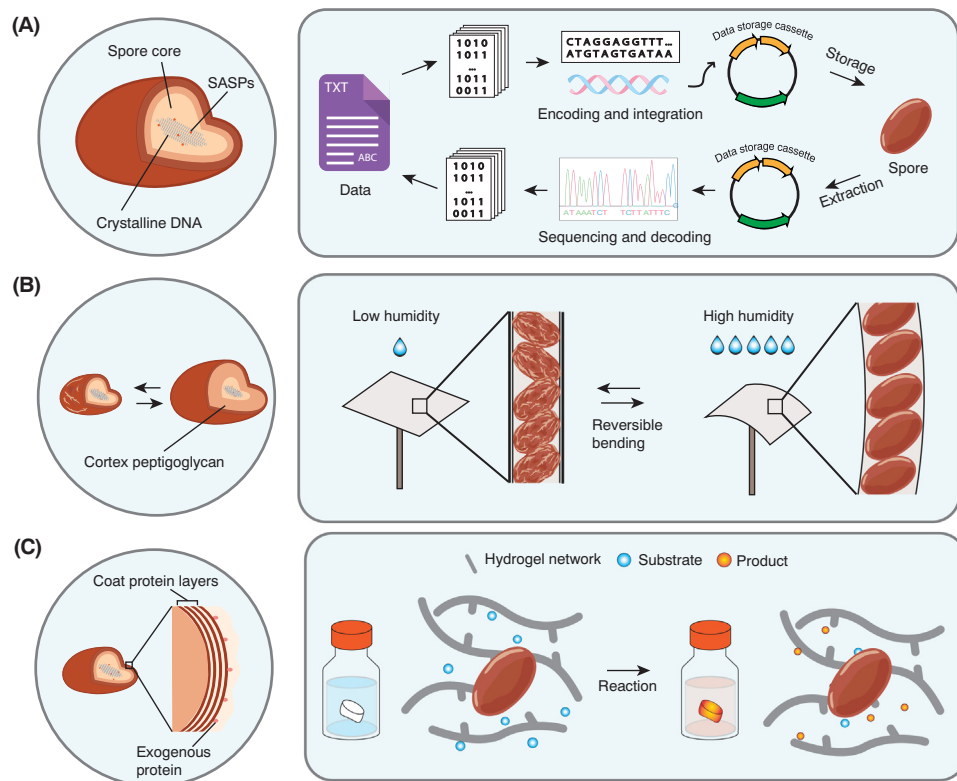 (A)
Spore core
SASPs
Crystalline DNA
TXT
ABC
Data
1010
1011
...
1011
0011
CTAGGAGGTTT...
ATGTAGTGATAA
Encoding and integration
Data storage cassette
Storage
Spore
Extraction
Data storage cassette
ATAAATCT TCTTATTTC
Sequencing and decoding
1010
1011
...
1011
0011
(B)
Cortex peptigoglycan
Low humidity
Reversible
bending
High humidity
(C)
Coat protein layers
Exogenous
protein
Hydrogel network
Substrate
Product
Reaction